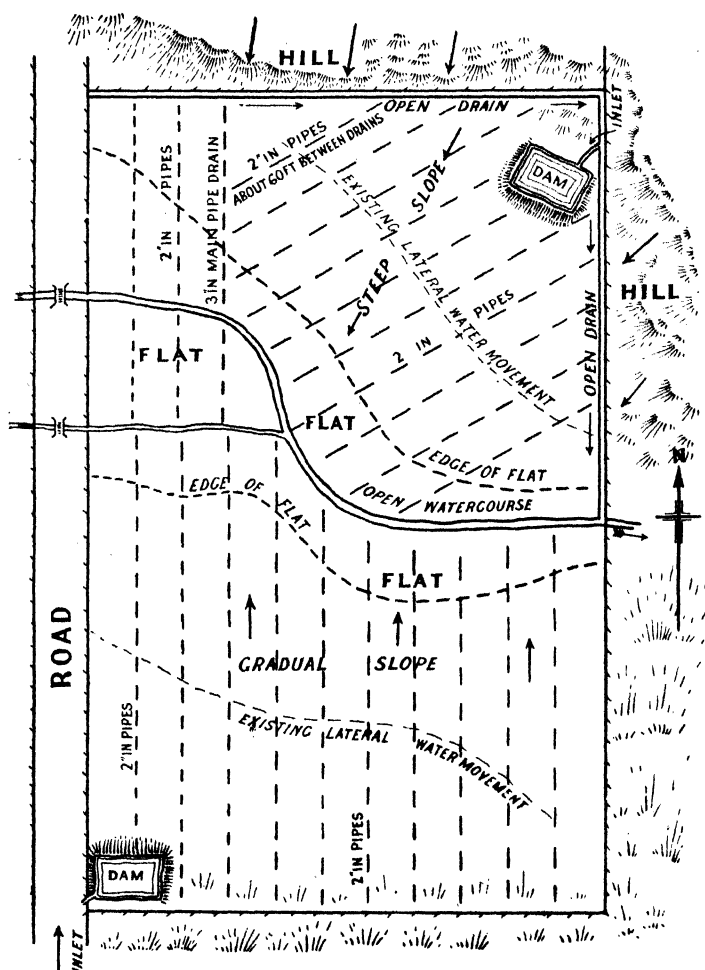 HILL
OPEN DRAIN
INLET
2" IN PIPES
ABOUT 60FT BETWEEN DRAINS
2" IN PIPES
3IN MAIN PIPE DRAIN
DAM
STEEP SLOPE
EXISTING LATERAL WATER MOVEMENT
2 IN PIPES
HILL
OPEN DRAIN
FLAT
FLAT
EDGE OF FLAT
OPEN WATERCOURSE
N
EDGE OF FLAT
FLAT
ROAD
GRADUAL SLOPE
EXISTING LATERAL WATER MOVEMENT
2" IN PIPES
2" IN PIPES
DAM
INLET